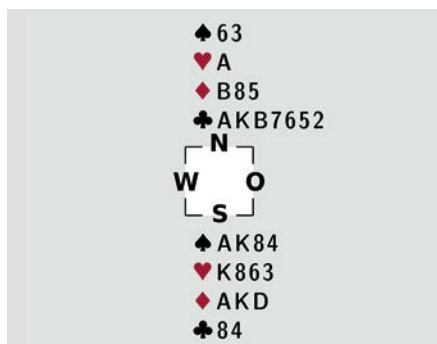 ♠ 63
♥ A
♦ B85
♣ AKB7652
N
W O
S
♠ AK84
♥ K863
♦ AKD
♣ 84